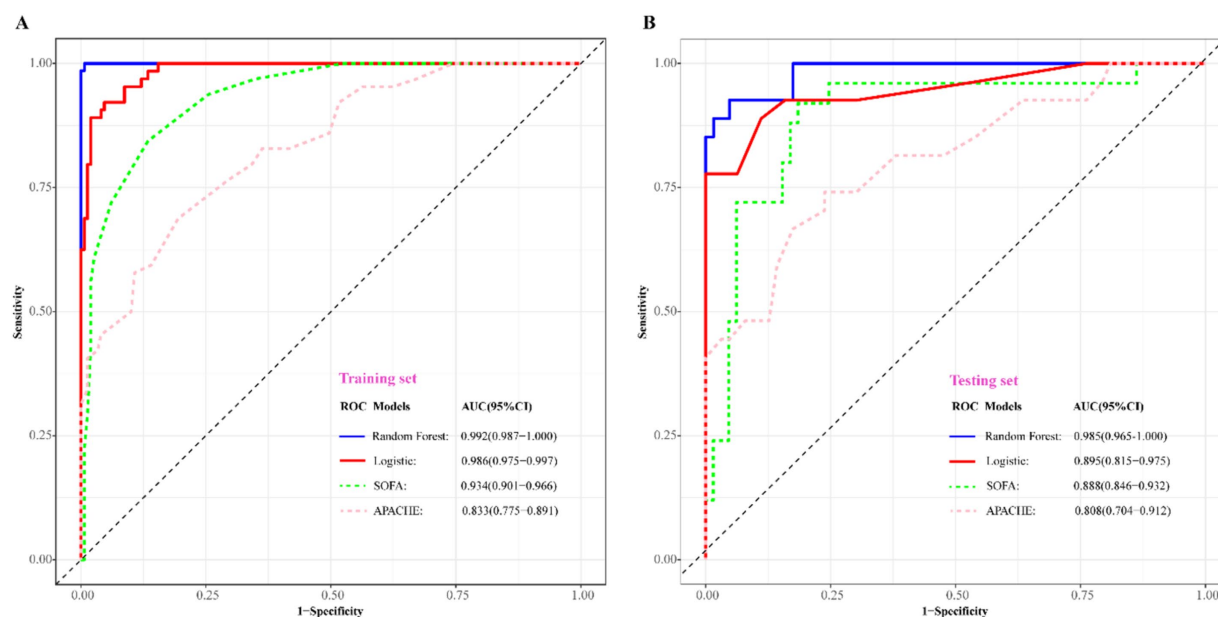 A
1.00
0.75
0.50
0.25
0.00
Sensitivity
0.00 0.25 0.50 0.75 1.00
1−Specificity
Training set
ROC Models AUC(95%CI)
Random Forest: 0.992(0.987−1.000)
Logistic: 0.986(0.975−0.997)
SOFA: 0.934(0.901−0.966)
APACHE: 0.833(0.775−0.891)
B
1.00
0.75
0.50
0.25
0.00
Sensitivity
0.00 0.25 0.50 0.75 1.00
1−Specificity
Testing set
ROC Models AUC(95%CI)
Random Forest: 0.985(0.965-1.000)
Logistic: 0.895(0.815−0.975)
SOFA: 0.888(0.846−0.932)
APACHE: 0.808(0.704−0.912)